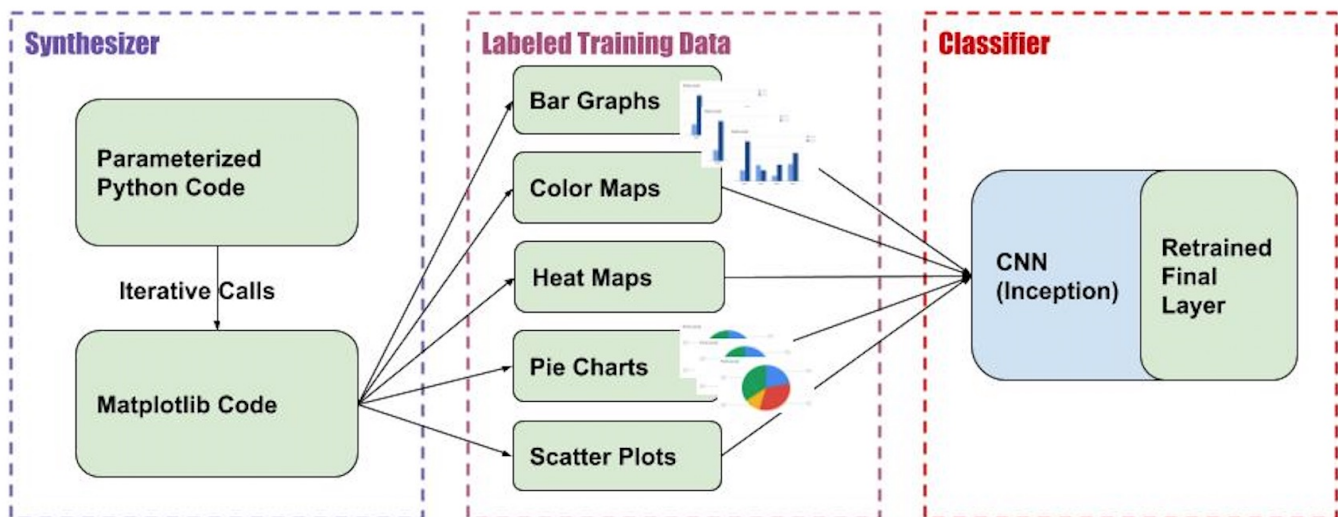 Synthesizer
Parameterized
Python Code
Iterative Calls
Matplotlib Code
Labeled Training Data
Bar Graphs
Color Maps
Heat Maps
Pie Charts
Scatter Plots
Classifier
CNN
(Inception)
Retrained
Final
Layer